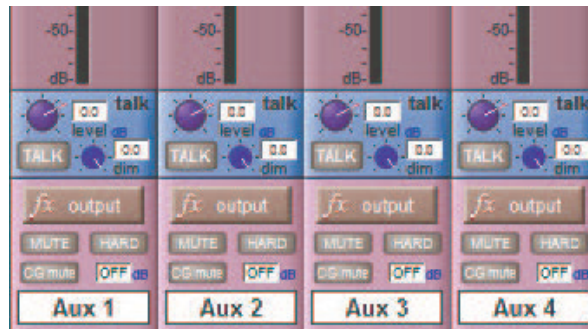 -50- -50- -50- -50-
dB- dB- dB- dB-
0.0 talk 0.0 talk 0.0 talk 0.0 talk
level dB level dB level dB level dB
TALK 0.0 TALK 0.0 TALK 0.0 TALK 0.0
dim dim dim dim
fx output fx output fx output fx output
MUTE HARD MUTE HARD MUTE HARD MUTE HARD
CG mute OFF dB CG mute OFF dB CG mute OFF dB CG mute OFF dB
Aux 1 Aux 2 Aux 3 Aux 4